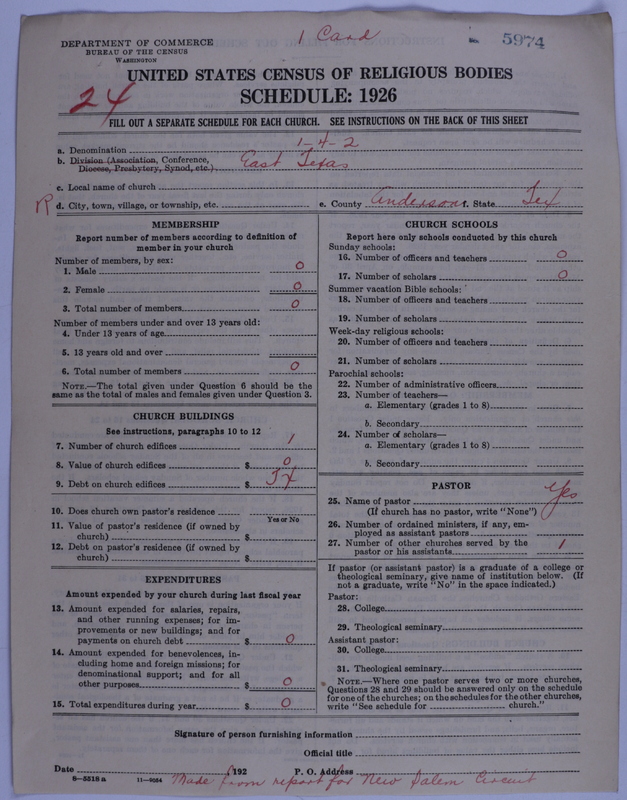 1 Card
5974
DEPARTMENT OF COMMERCE
BUREAU OF THE CENSUS
WASHINGTON
UNITED STATES CENSUS OF RELIGIOUS BODIES
24
SCHEDULE: 1926
FILL OUT A SEPARATE SCHEDULE FOR EACH CHURCH. SEE INSTRUCTIONS ON THE BACK OF THIS SHEET
a. Denomination 1-4-2
b. Division (Association, Conference, Diocese, Presbytery, Synod, etc.) East Texas
c. Local name of church
R d. City, town, village, or township, etc. e. County Anderson f. State Tex
MEMBERSHIP
Report number of members according to definition of
member in your church
Number of members, by sex:
1. Male 0
2. Female 0
3. Total number of members 0
Number of members under and over 13 years old:
4. Under 13 years of age
5. 13 years old and over
6. Total number of members 0
NOTE.—The total given under Question 6 should be the
same as the total of males and females given under Question 3.
CHURCH BUILDINGS
See instructions, paragraphs 10 to 12
7. Number of church edifices 1
8. Value of church edifices $ 0
9. Debt on church edifices $
10. Does church own pastor's residence
Yes or No
11. Value of pastor's residence (if owned by
church) $
12. Debt on pastor's residence (if owned by
church) $
EXPENDITURES
Amount expended by your church during last fiscal year
13. Amount expended for salaries, repairs,
and other running expenses; for im-
provements or new buildings; and for
payments on church debt $ 0
14. Amount expended for benevolences, in-
cluding home and foreign missions; for
denominational support; and for all
other purposes $ 0
15. Total expenditures during year $ 0
CHURCH SCHOOLS
Report here only schools conducted by this church
Sunday schools:
16. Number of officers and teachers 0
17. Number of scholars 0
Summer vacation Bible schools:
18. Number of officers and teachers
19. Number of scholars
Week-day religious schools:
20. Number of officers and teachers
21. Number of scholars
Parochial schools:
22. Number of administrative officers
23. Number of teachers—
a. Elementary (grades 1 to 8)
b. Secondary
24. Number of scholars—
a. Elementary (grades 1 to 8)
b. Secondary
PASTOR
25. Name of pastor Yes
(If church has no pastor, write "None")
26. Number of ordained ministers, if any, em-
ployed as assistant pastors
27. Number of other churches served by the
pastor or his assistants 1
If pastor (or assistant pastor) is a graduate of a college or
theological seminary, give name of institution below. (If
not a graduate, write "No" in the space indicated.)
Pastor:
28. College
29. Theological seminary
Assistant pastor:
30. College
31. Theological seminary
NOTE.—Where one pastor serves two or more churches,
Questions 28 and 29 should be answered only on the schedule
for one of the churches; on the schedules for the other churches,
write "See schedule for church."
Signature of person furnishing information
Official title
Date , 192 P. O. Address
8—5518 a 11—9054 Made from report for New Salem Circuit